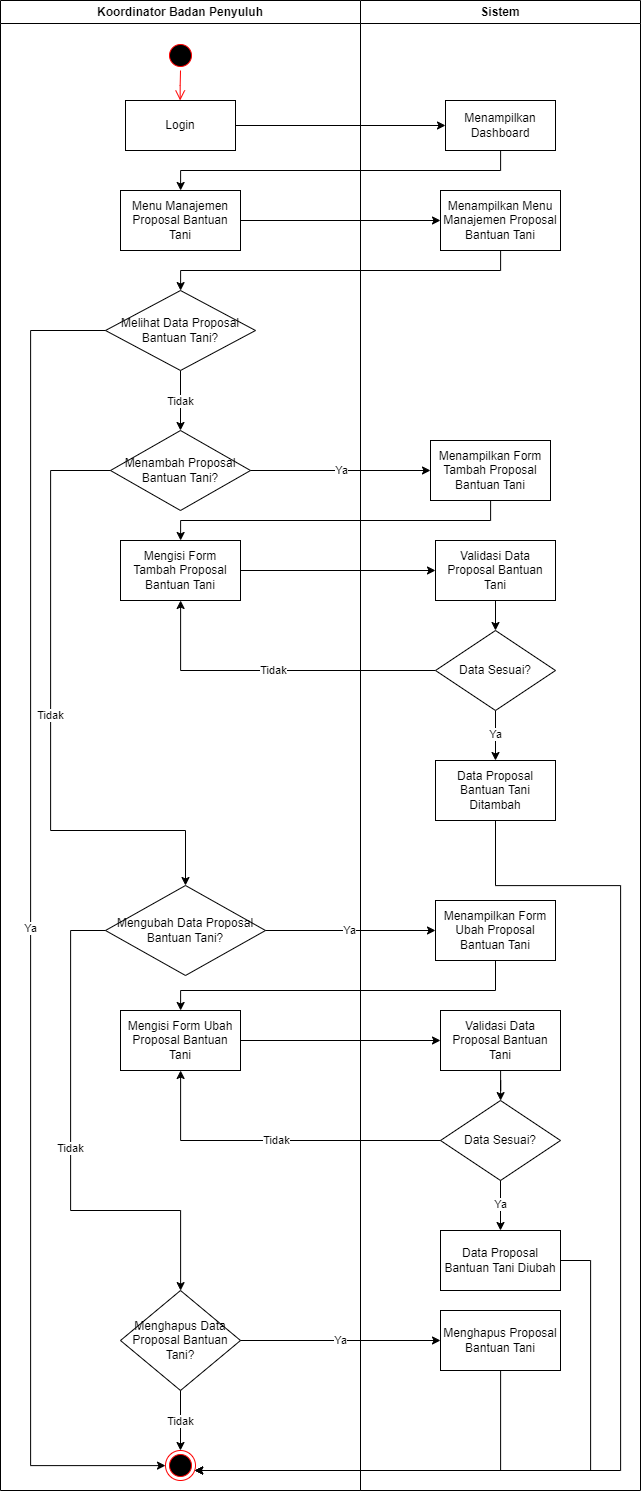 Koordinator Badan Penyuluh
Sistem
Login
Menampilkan
Dashboard
Menu Manajemen
Proposal Bantuan
Tani
Menampilkan Menu
Manajemen Proposal
Bantuan Tani
Melihat Data Proposal
Bantuan Tani?
Tidak
Menambah Proposal
Bantuan Tani?
Ya
Menampilkan Form
Tambah Proposal
Bantuan Tani
Mengisi Form
Tambah Proposal
Bantuan Tani
Validasi Data
Proposal Bantuan
Tani
Tidak
Data Sesuai?
Tidak
Ya
Data Proposal
Bantuan Tani
Ditambah
Ya
Mengubah Data Proposal
Bantuan Tani?
Ya
Menampilkan Form
Ubah Proposal
Bantuan Tani
Mengisi Form Ubah
Proposal Bantuan
Tani
Validasi Data
Proposal Bantuan
Tani
Tidak
Tidak
Data Sesuai?
Ya
Data Proposal
Bantuan Tani Diubah
Menghapus Data
Proposal Bantuan
Tani?
Ya
Menghapus Proposal
Bantuan Tani
Tidak